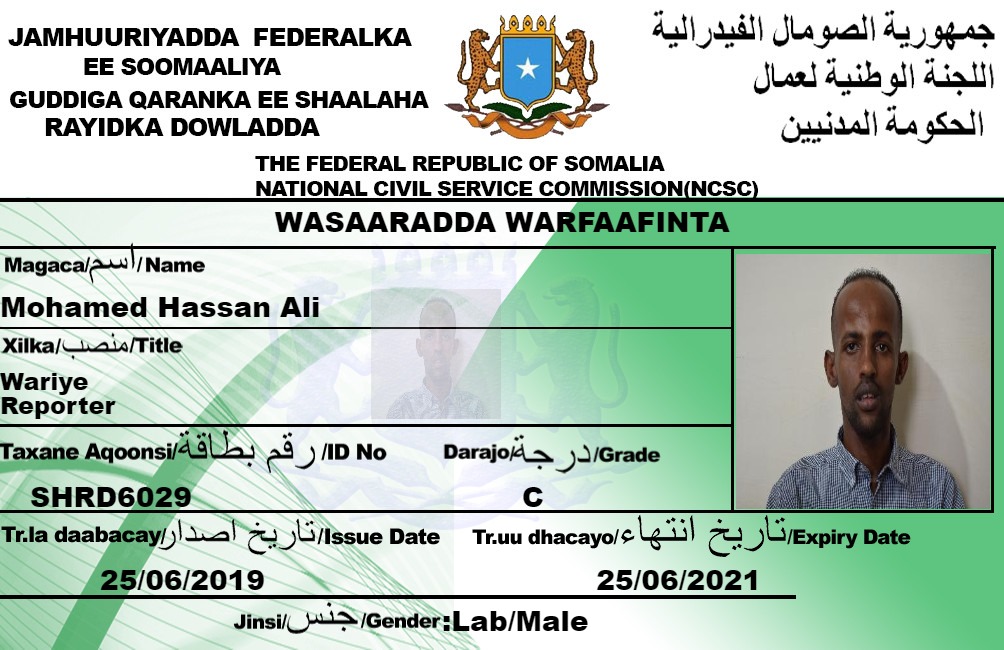 JAMHUURIYADDA FEDERALKA
EE SOOMAALIYA
GUDDIGA QARANKA EE SHAALAHA
RAYIDKA DOWLADDA
جمهورية الصومال الفيدرالية
اللجنة الوطنية لعمال
الحكومة المدنيين
THE FEDERAL REPUBLIC OF SOMALIA
NATIONAL CIVIL SERVICE COMMISSION(NCSC)
WASAARADDA WARFAAFINTA
Magaca/اسم/Name
Mohamed Hassan Ali
Xilka/منصب/Title
Wariye
Reporter
Taxane Aqoonsi/رقم بطاقة/ID No
Darajo/درجة/Grade
SHRD6029
C
Tr.la daabacay/تاريخ اصدار/Issue Date
Tr.uu dhacayo/تاريخ انتهاء/Expiry Date
25/06/2019
25/06/2021
Jinsi/جنس/Gender:Lab/Male